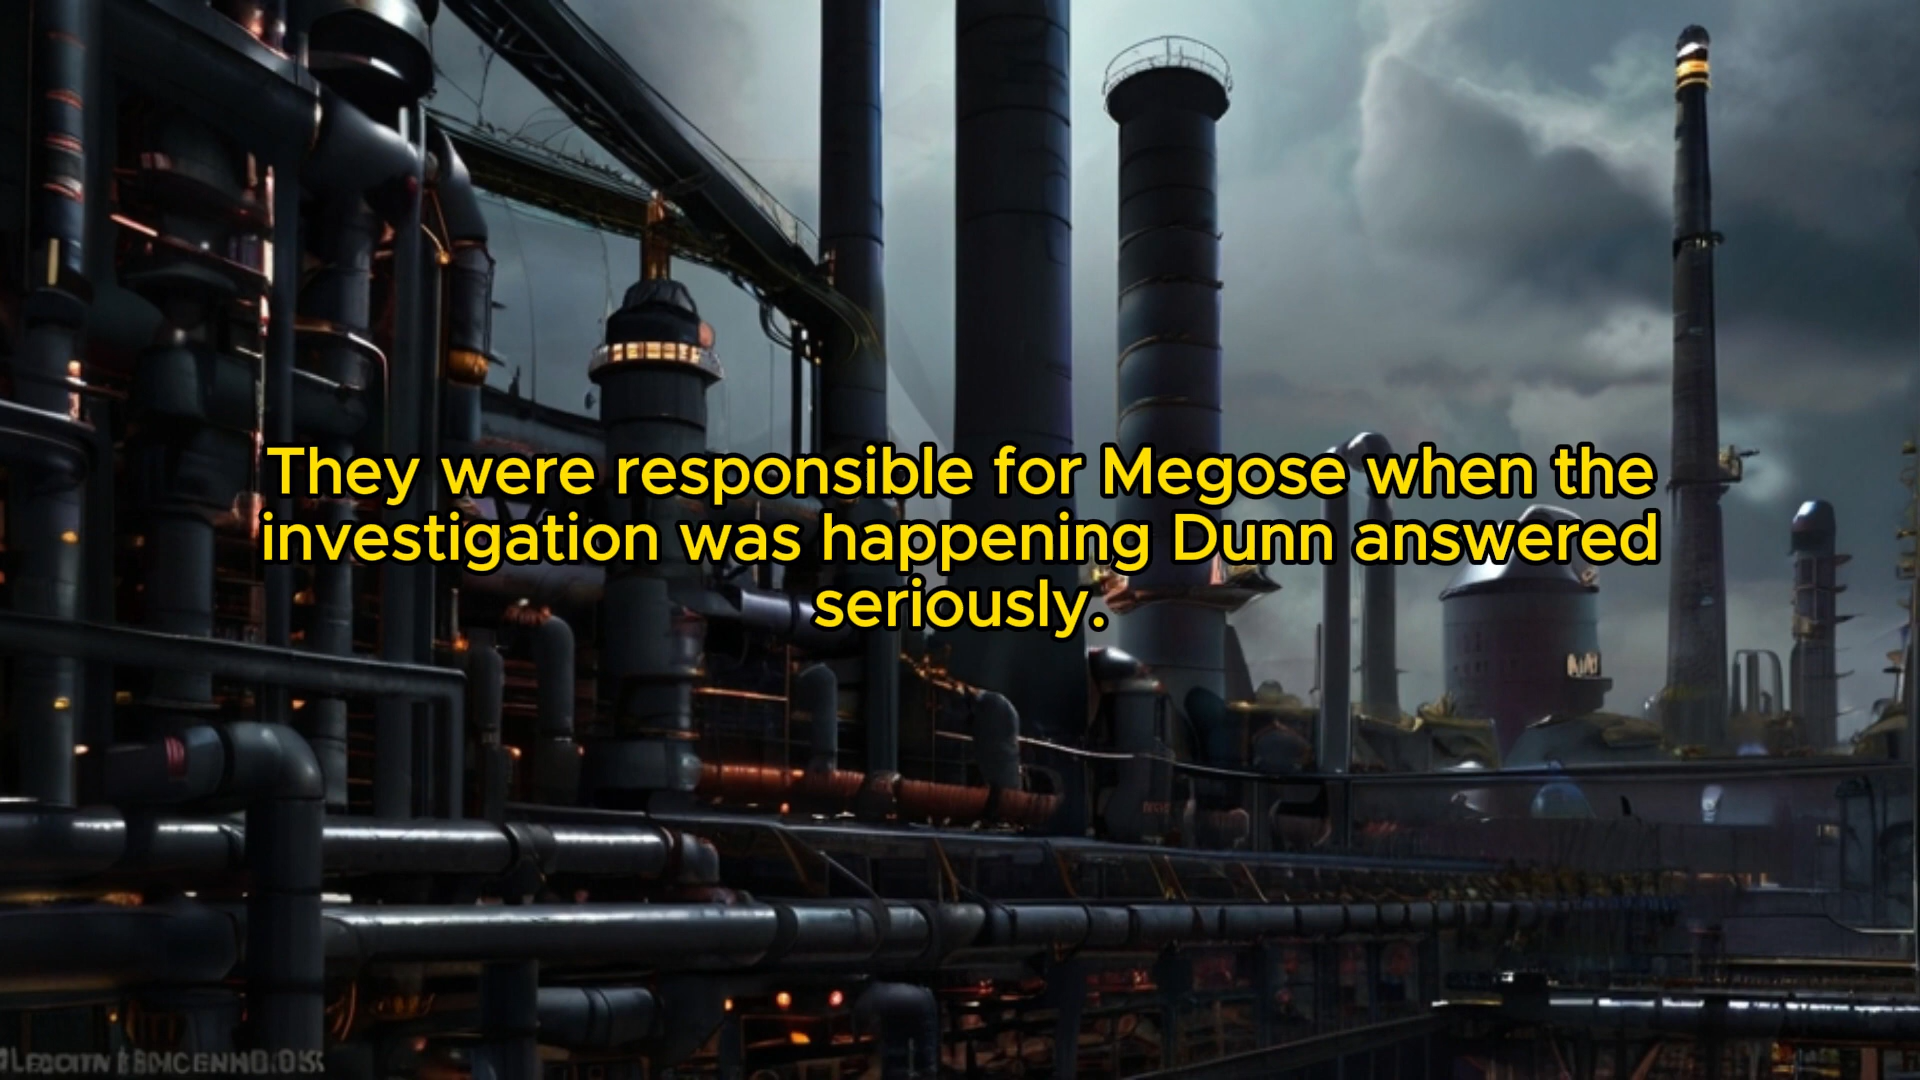 They were responsible for Megose when the
investigation was happening Dunn answered
seriously.